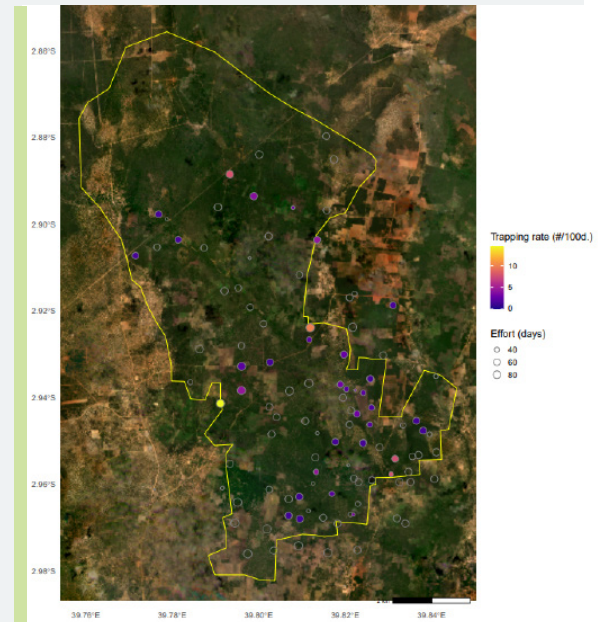 2.86°S
2.88°S
2.90°S
2.92°S
2.94°S
2.96°S
2.98°S
39.76°E
39.78°E
39.80°E
39.82°E
39.84°E
Trapping rate (#/100d.)
10
5
0
Effort (days)
40
60
80